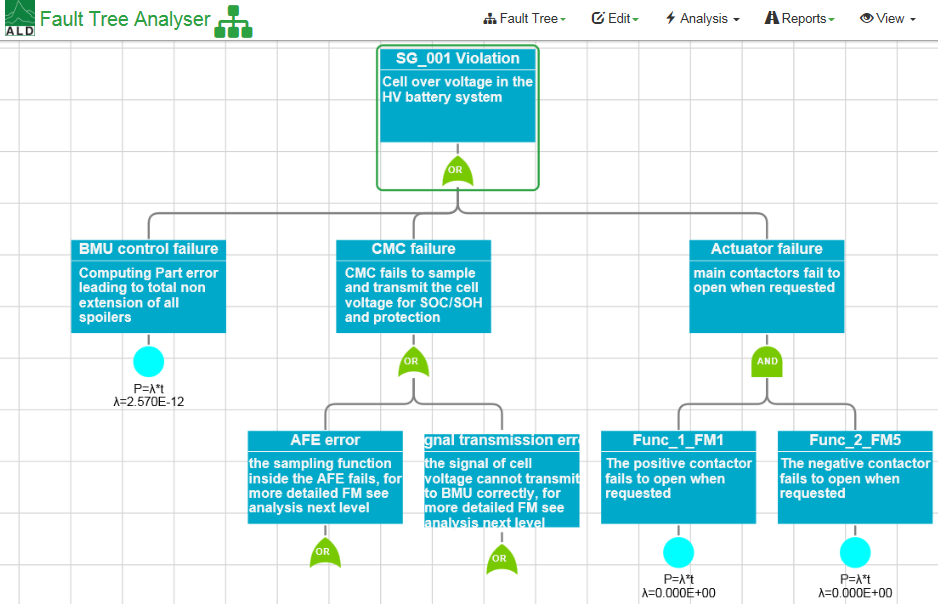 ALD
Fault Tree Analyser
Fault Tree
Edit
Analysis
Reports
View
SG_001 Violation
Cell over voltage in the
HV battery system
OR
BMU control failure
Computing Part error
leading to total non
extension of all
spoilers
P=λ*t
λ=2.570E-12
CMC failure
CMC fails to sample
and transmit the cell
voltage for SOC/SOH
and protection
OR
Actuator failure
main contactors fail to
open when requested
AND
AFE error
the sampling function
inside the AFE fails, for
more detailed FM see
analysis next level
OR
gnal transmission erro
the signal of cell
voltage cannot transmit
to BMU correctly, for
more detailed FM see
analysis next level
OR
Func_1_FM1
The positive contactor
fails to open when
requested
P=λ*t
λ=0.000E+00
Func_2_FM5
The negative contactor
fails to open when
requested
P=λ*t
λ=0.000E+00